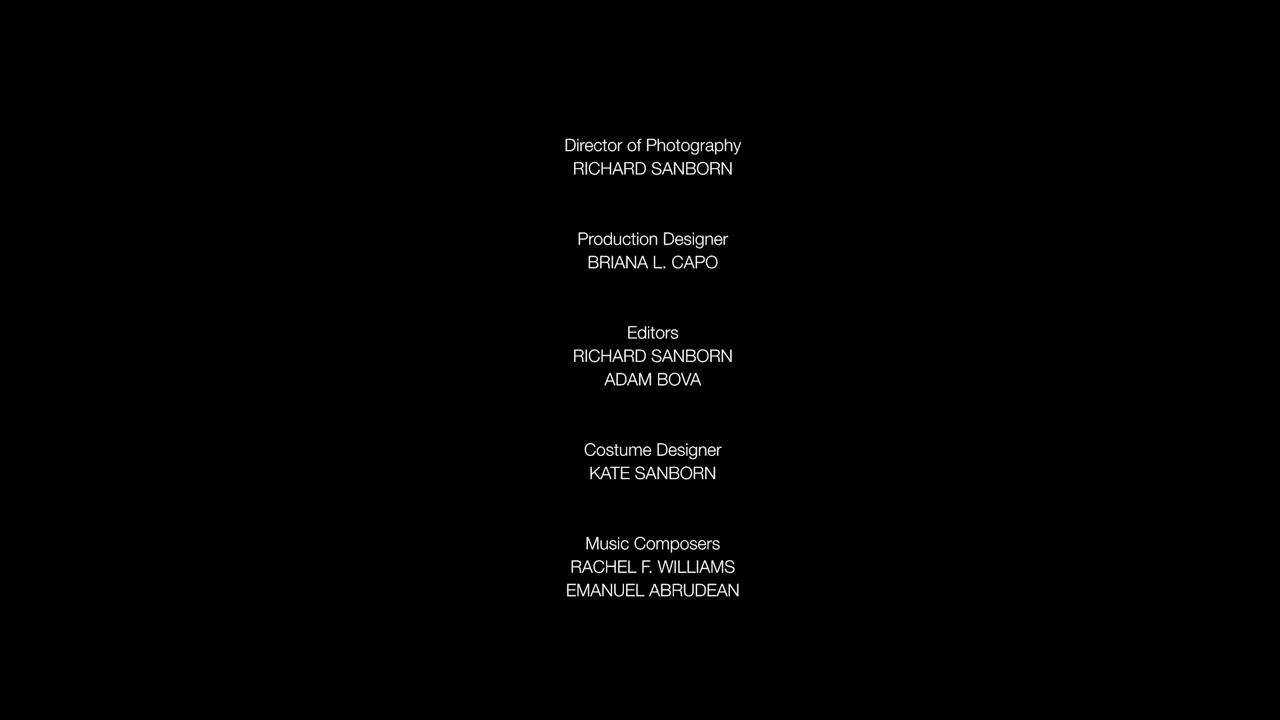 Director of Photography
RICHARD SANBORN
Production Designer
BRIANA L. CAPO
Editors
RICHARD SANBORN
ADAM BOVA
Costume Designer
KATE SANBORN
Music Composers
RACHEL F. WILLIAMS
EMANUEL ABRUDEAN